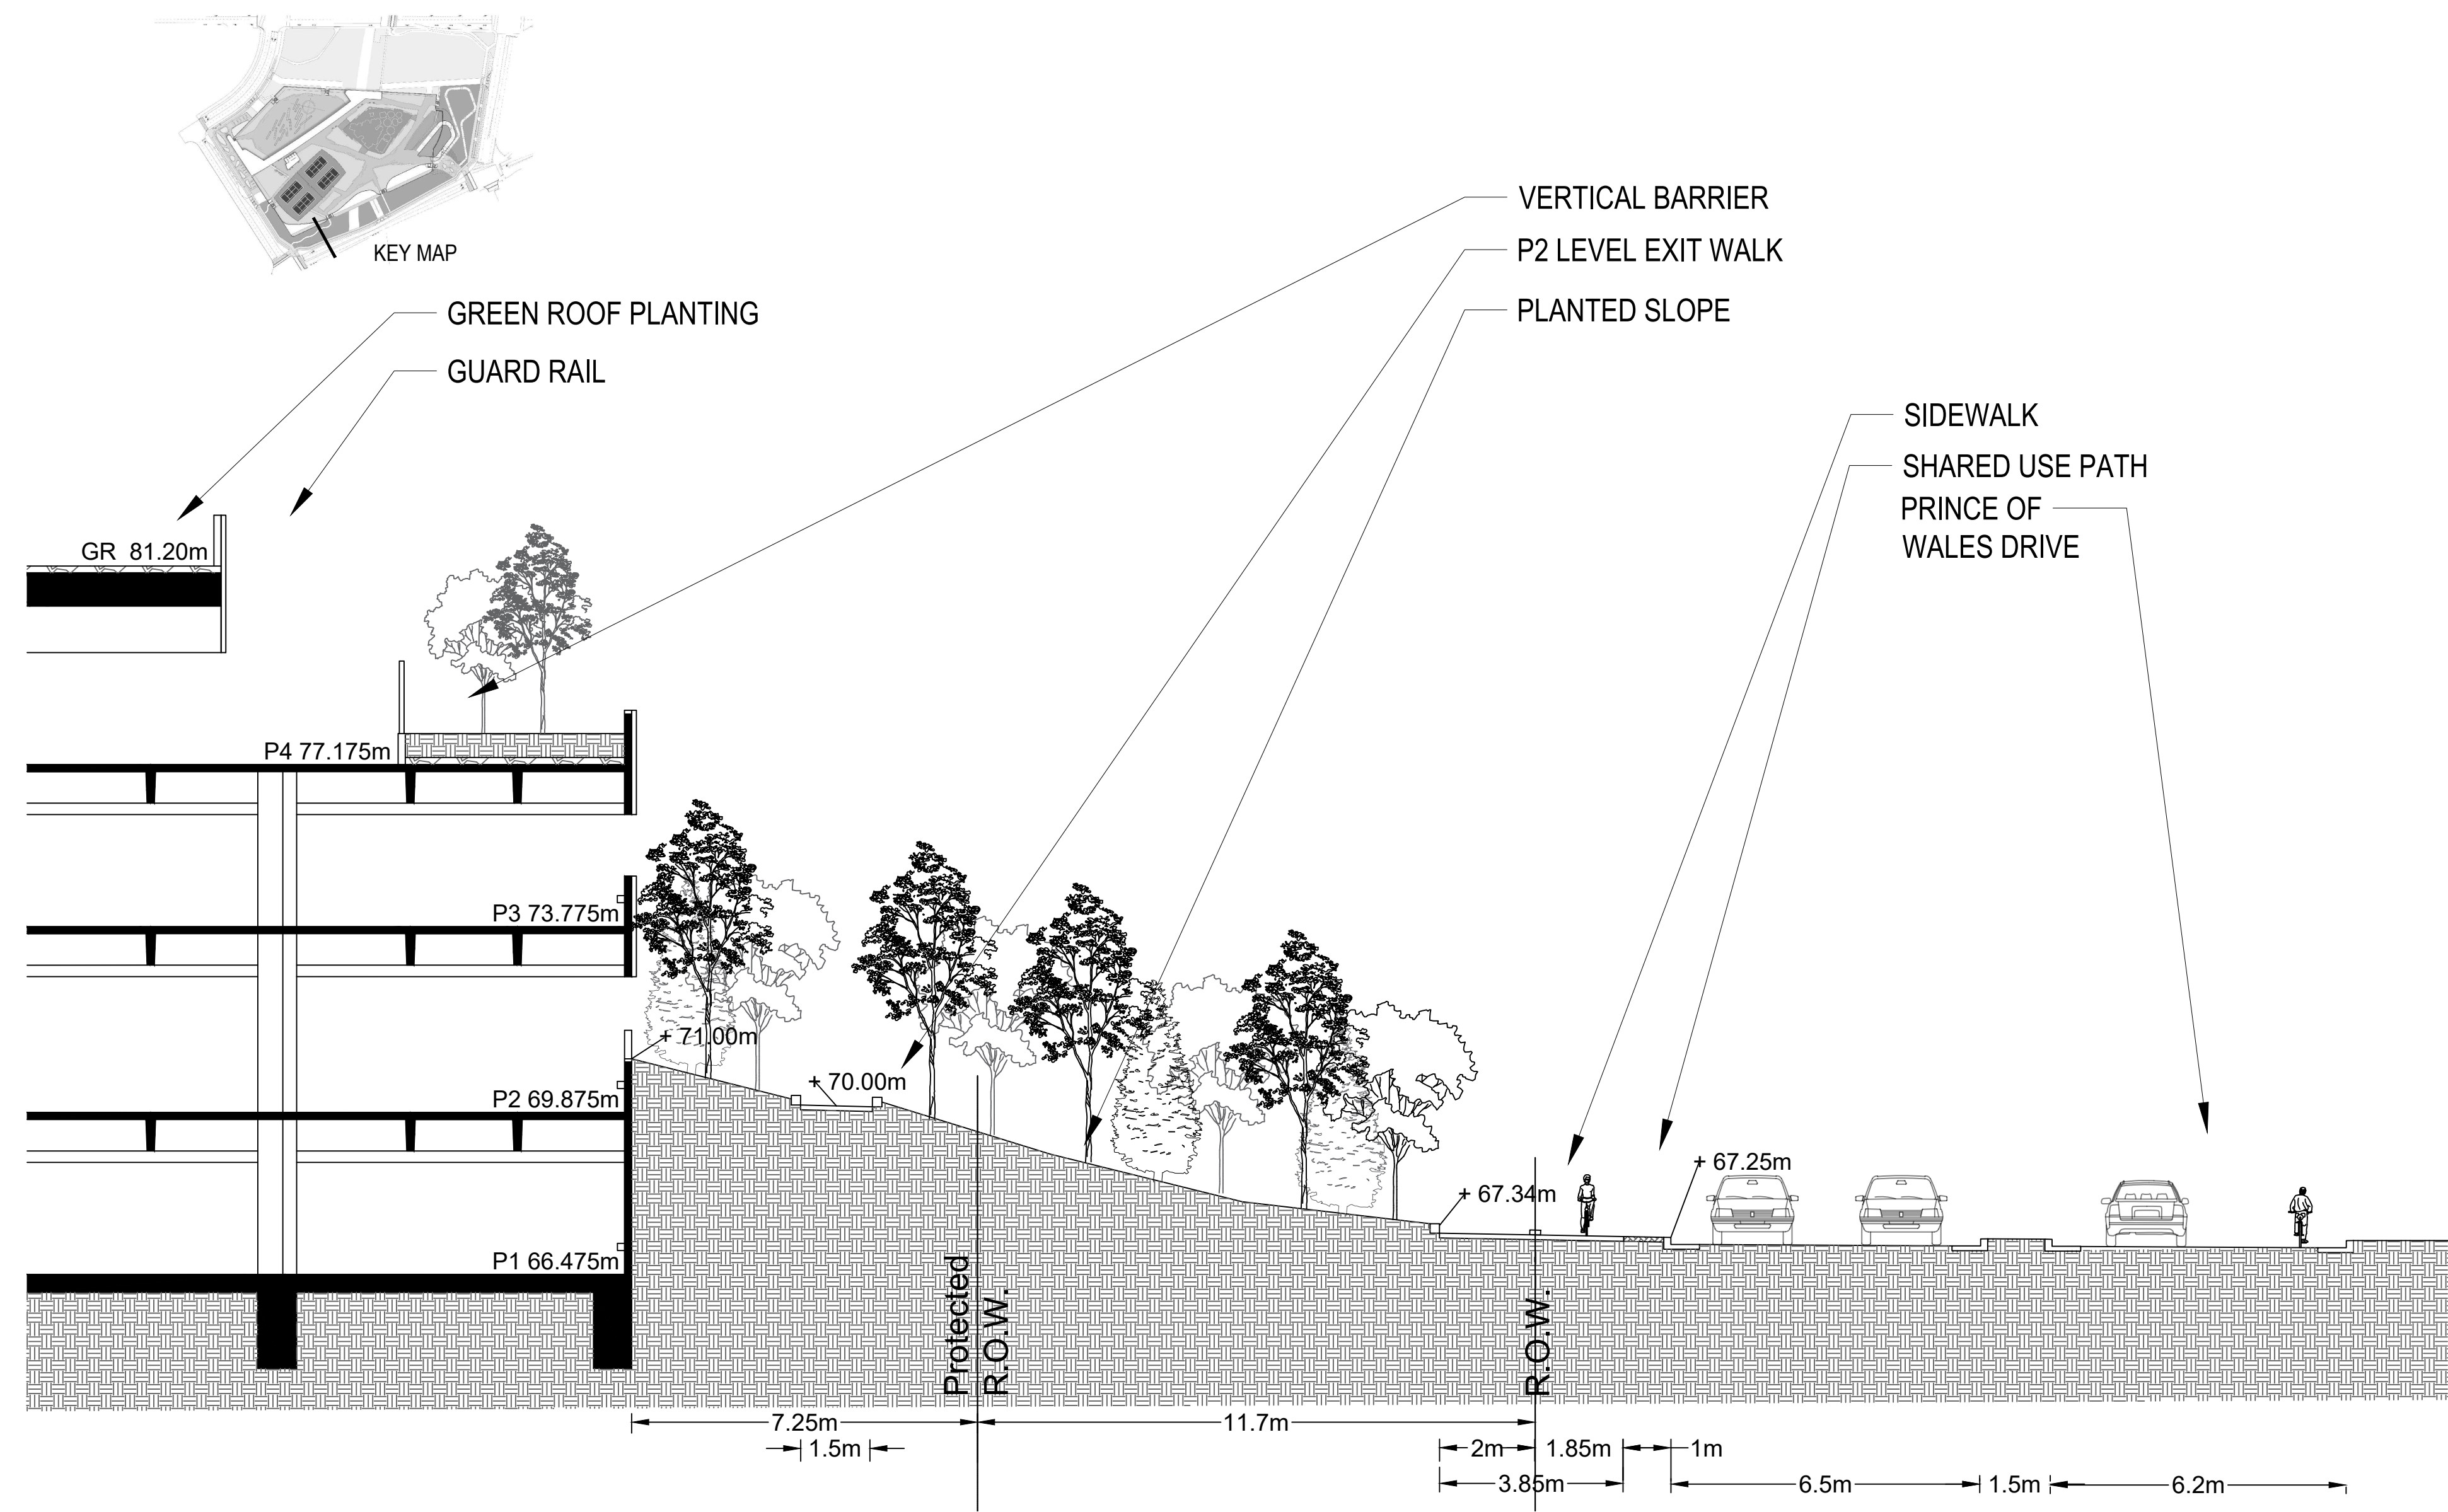 KEY MAP
VERTICAL BARRIER
P2 LEVEL EXIT WALK
PLANTED SLOPE
GREEN ROOF PLANTING
GUARD RAIL
SIDEWALK
SHARED USE PATH
PRINCE OF
WALES DRIVE
GR 81.20m
P4 77.175m
P3 73.775m
+ 71.00m
+ 70.00m
P2 69.875m
+ 67.25m
+ 67.34m
P1 66.475m
Protected
R.O.W.
R.O.W.
7.25m
11.7m
1.5m
2m
1.85m
1m
3.85m
6.5m
1.5m
6.2m